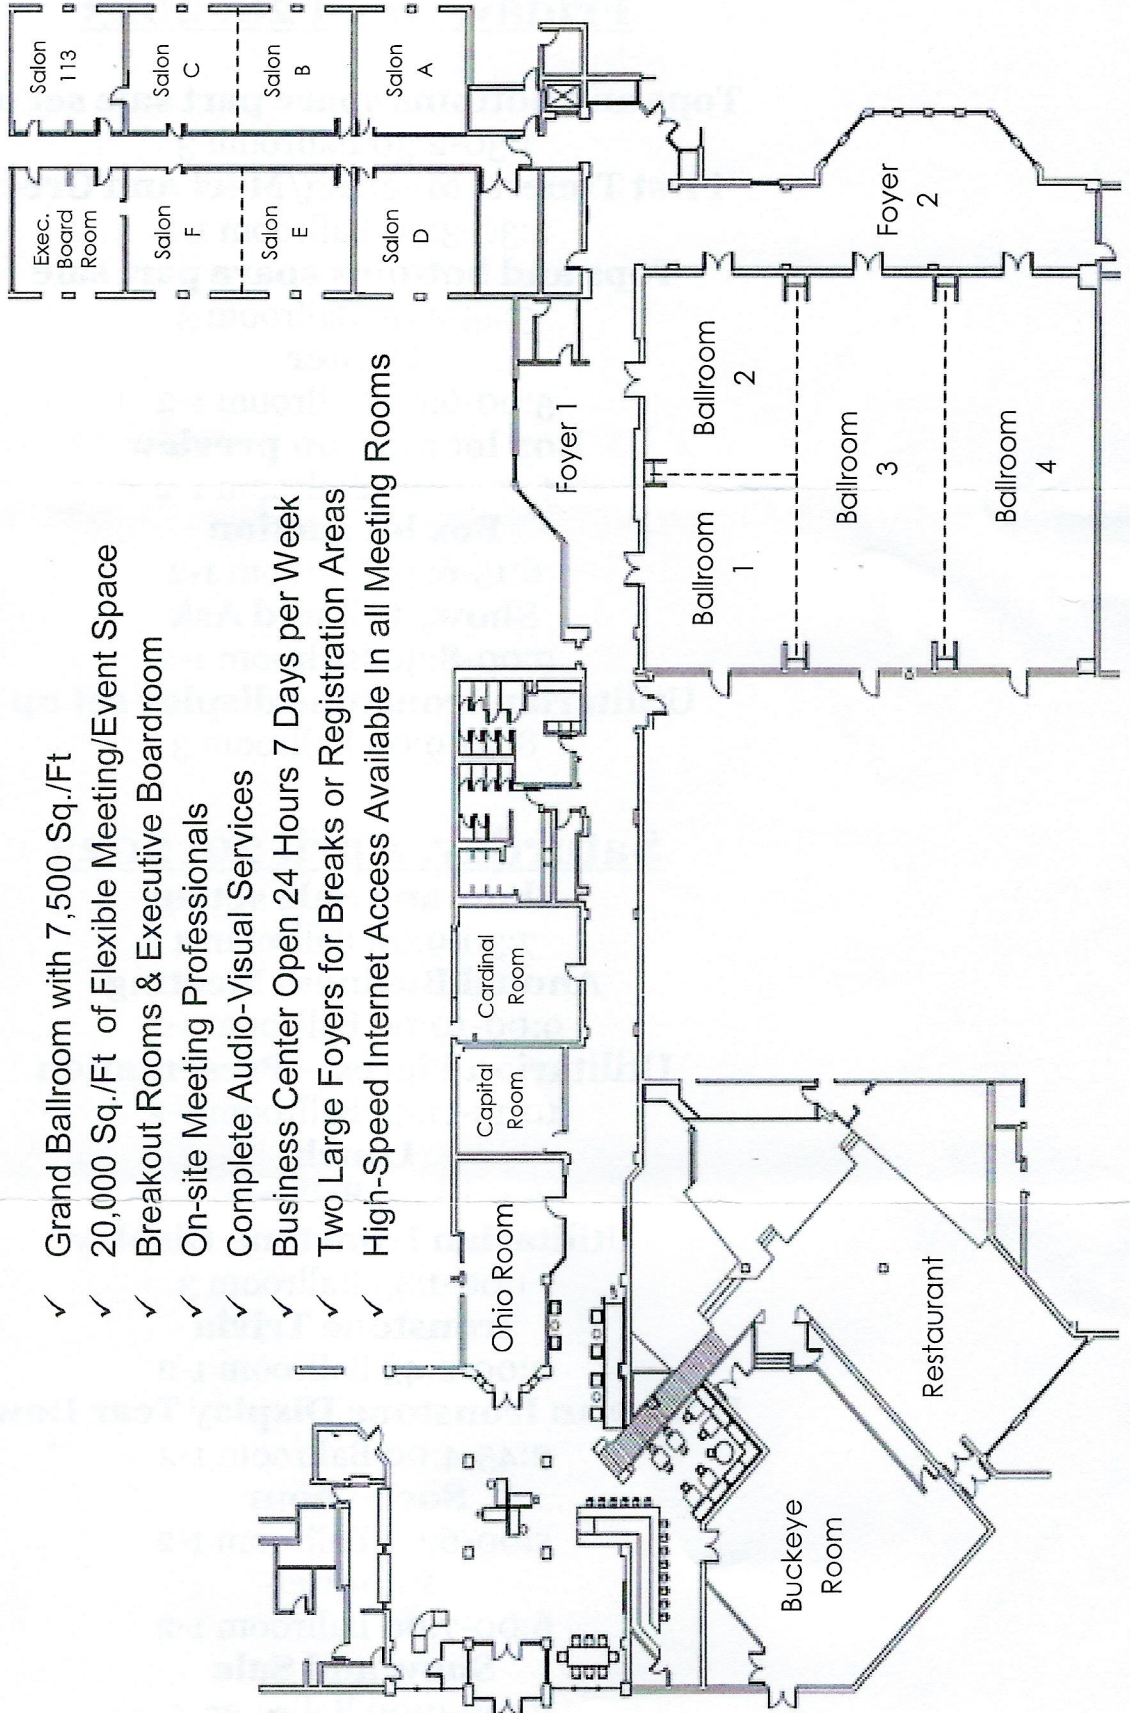 ✓ Grand Ballroom with 7,500 Sq./Ft
✓ 20,000 Sq./Ft of Flexible Meeting/Event Space
✓ Breakout Rooms & Executive Boardroom
✓ On-site Meeting Professionals
✓ Complete Audio-Visual Services
✓ Business Center Open 24 Hours 7 Days per Week
✓ Two Large Foyers for Breaks or Registration Areas
✓ High-Speed Internet Access Available In all Meeting Rooms
Salon
113
Salon
C
Salon
B
Salon
A
Exec.
Board
Room
Salon
F
Salon
E
Salon
D
Foyer 1
Foyer
2
Ballroom
1
Ballroom
2
Ballroom
3
Ballroom
4
Cardinal
Room
Capital
Room
Ohio Room
Restaurant
Buckeye
Room